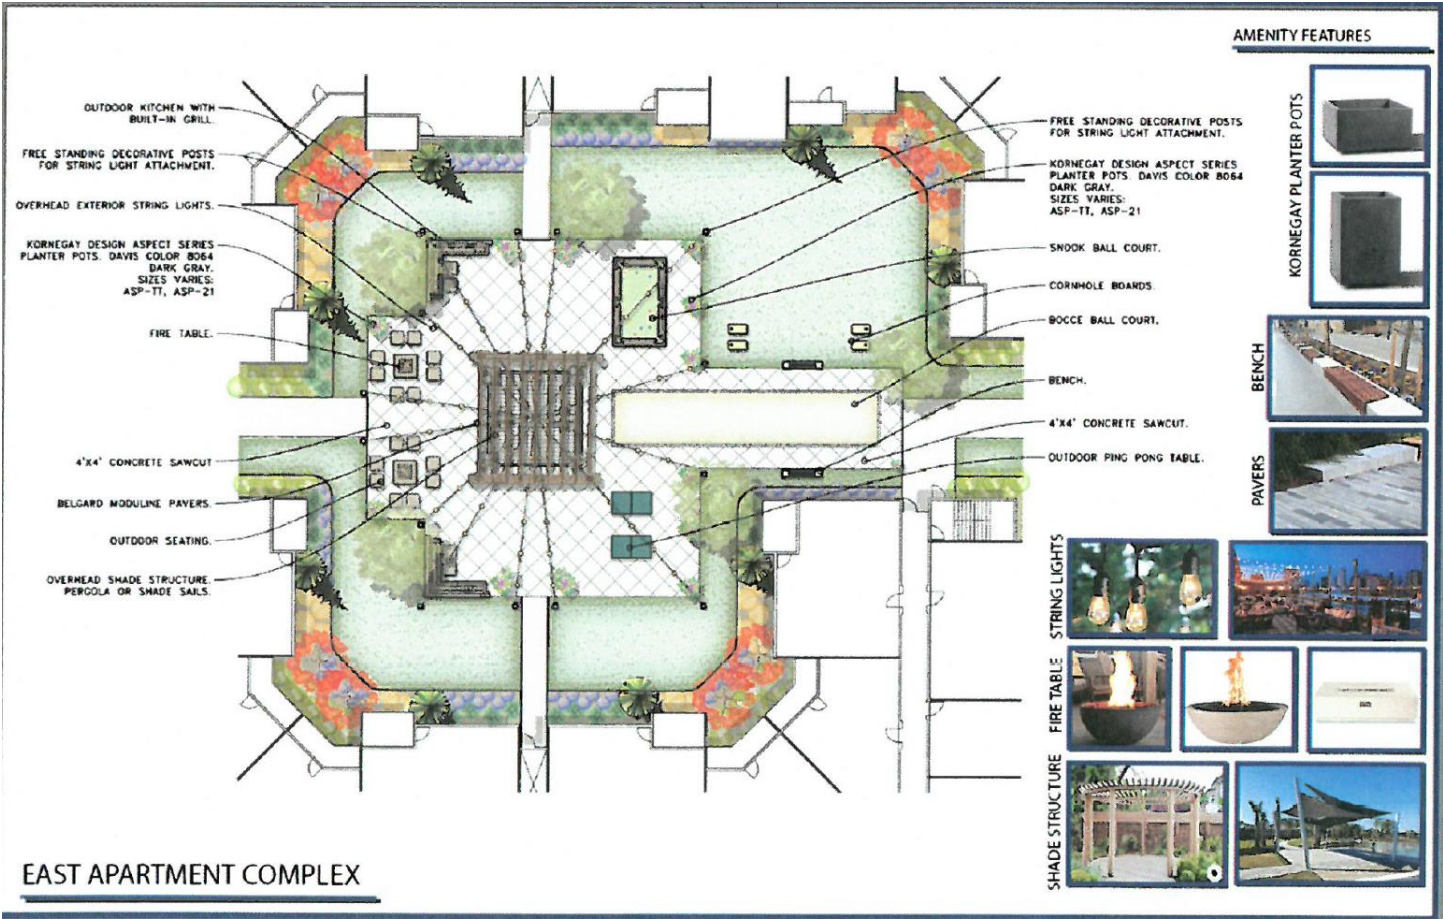 AMENITY FEATURES
OUTDOOR KITCHEN WITH
BUILT-IN GRILL.
FREE STANDING DECORATIVE POSTS
FOR STRING LIGHT ATTACHMENT.
OVERHEAD EXTERIOR STRING LIGHTS.
KORNEGAY DESIGN ASPECT SERIES
PLANTER POTS. DAVIS COLOR 8064
DARK GRAY.
SIZES VARIES:
ASP-TT, ASP-21
FIRE TABLE.
4'X4' CONCRETE SAWCUT
BELGARD MODULINE PAVERS.
OUTDOOR SEATING.
OVERHEAD SHADE STRUCTURE.
PERGOLA OR SHADE SAILS.
FREE STANDING DECORATIVE POSTS
FOR STRING LIGHT ATTACHMENT.
KORNEGAY DESIGN ASPECT SERIES
PLANTER POTS. DAVIS COLOR 8064
DARK GRAY.
SIZES VARIES:
ASP-TT, ASP-21
SNOOK BALL COURT.
CORNHOLE BOARDS.
BOCCE BALL COURT.
BENCH.
4'X4' CONCRETE SAWCUT.
OUTDOOR PING PONG TABLE.
KORNEGAY PLANTER POTS
BENCH
PAVERS
STRING LIGHTS
FIRE TABLE
SHADE STRUCTURE
EAST APARTMENT COMPLEX